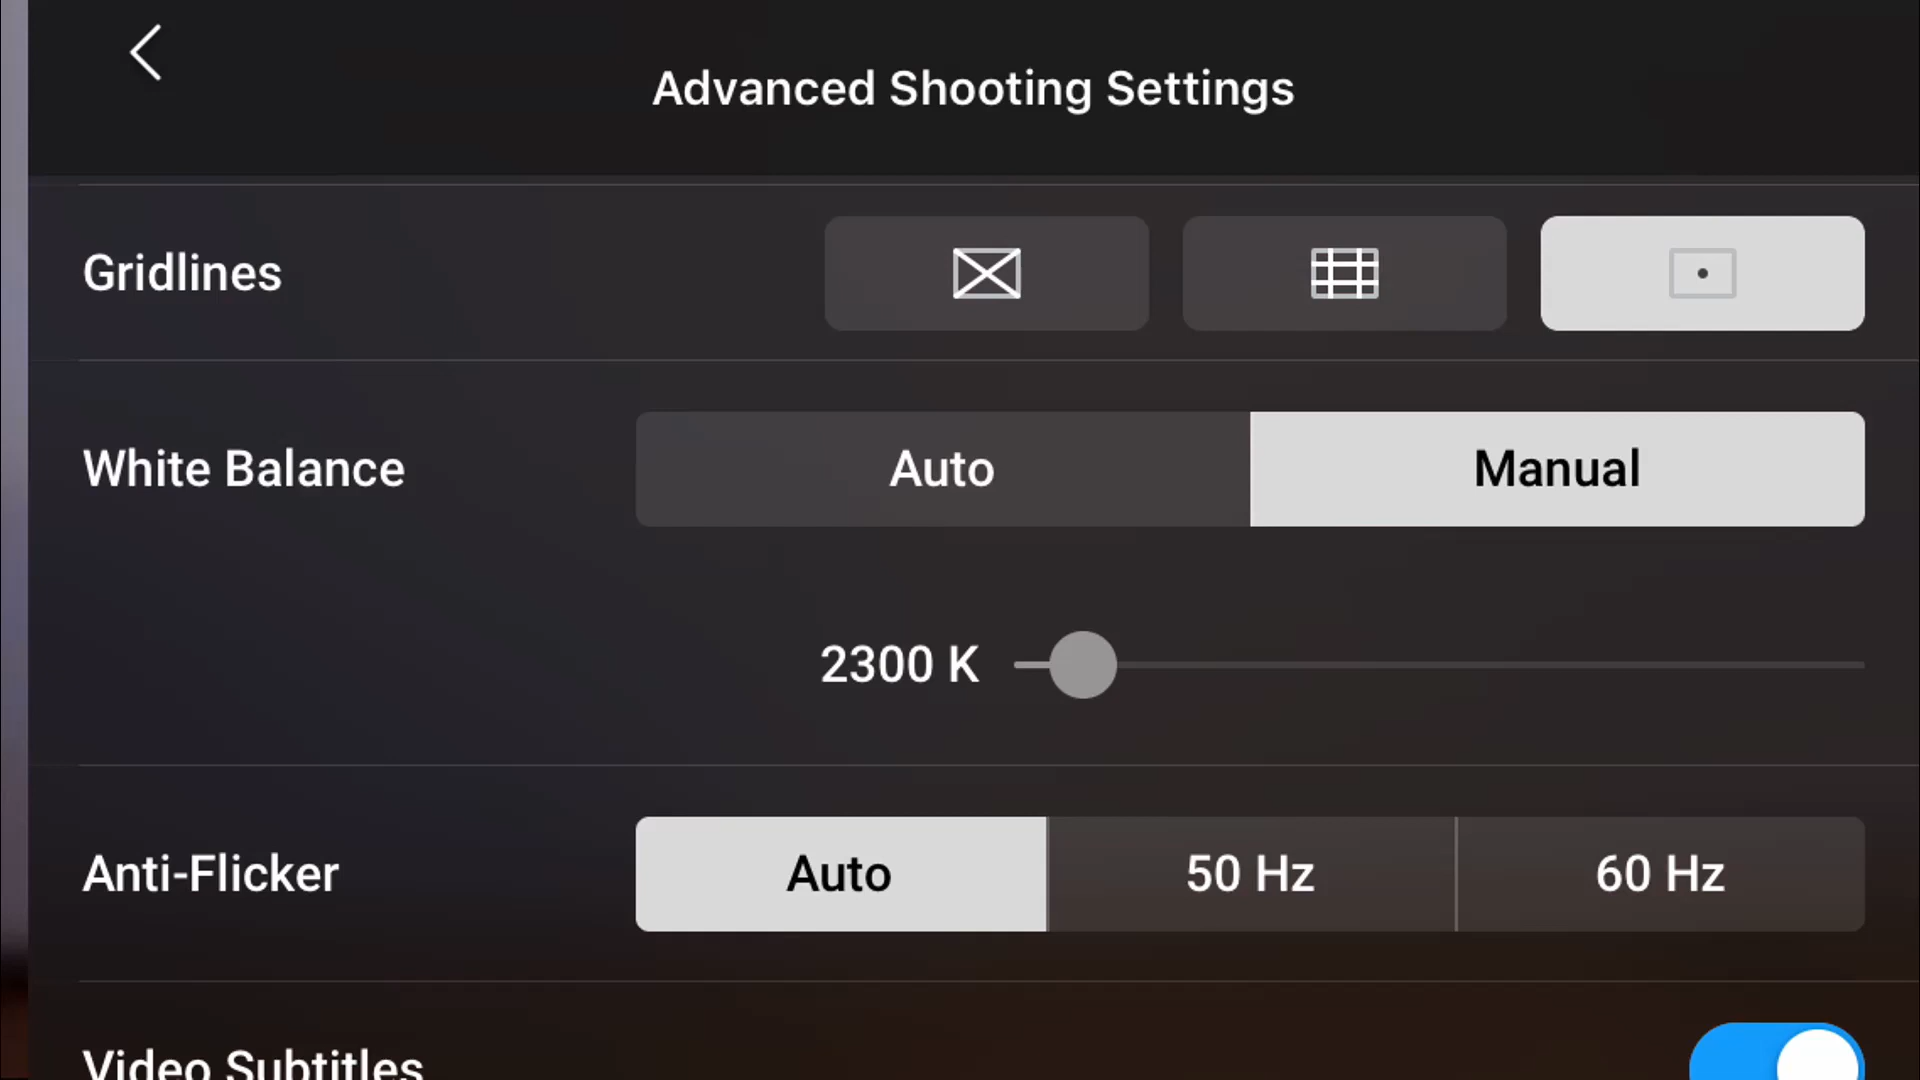 Advanced Shooting Settings
Gridlines
White Balance
Auto
Manual
2300 K
Anti-Flicker
Auto
50 Hz
60 Hz
Video Subtitles